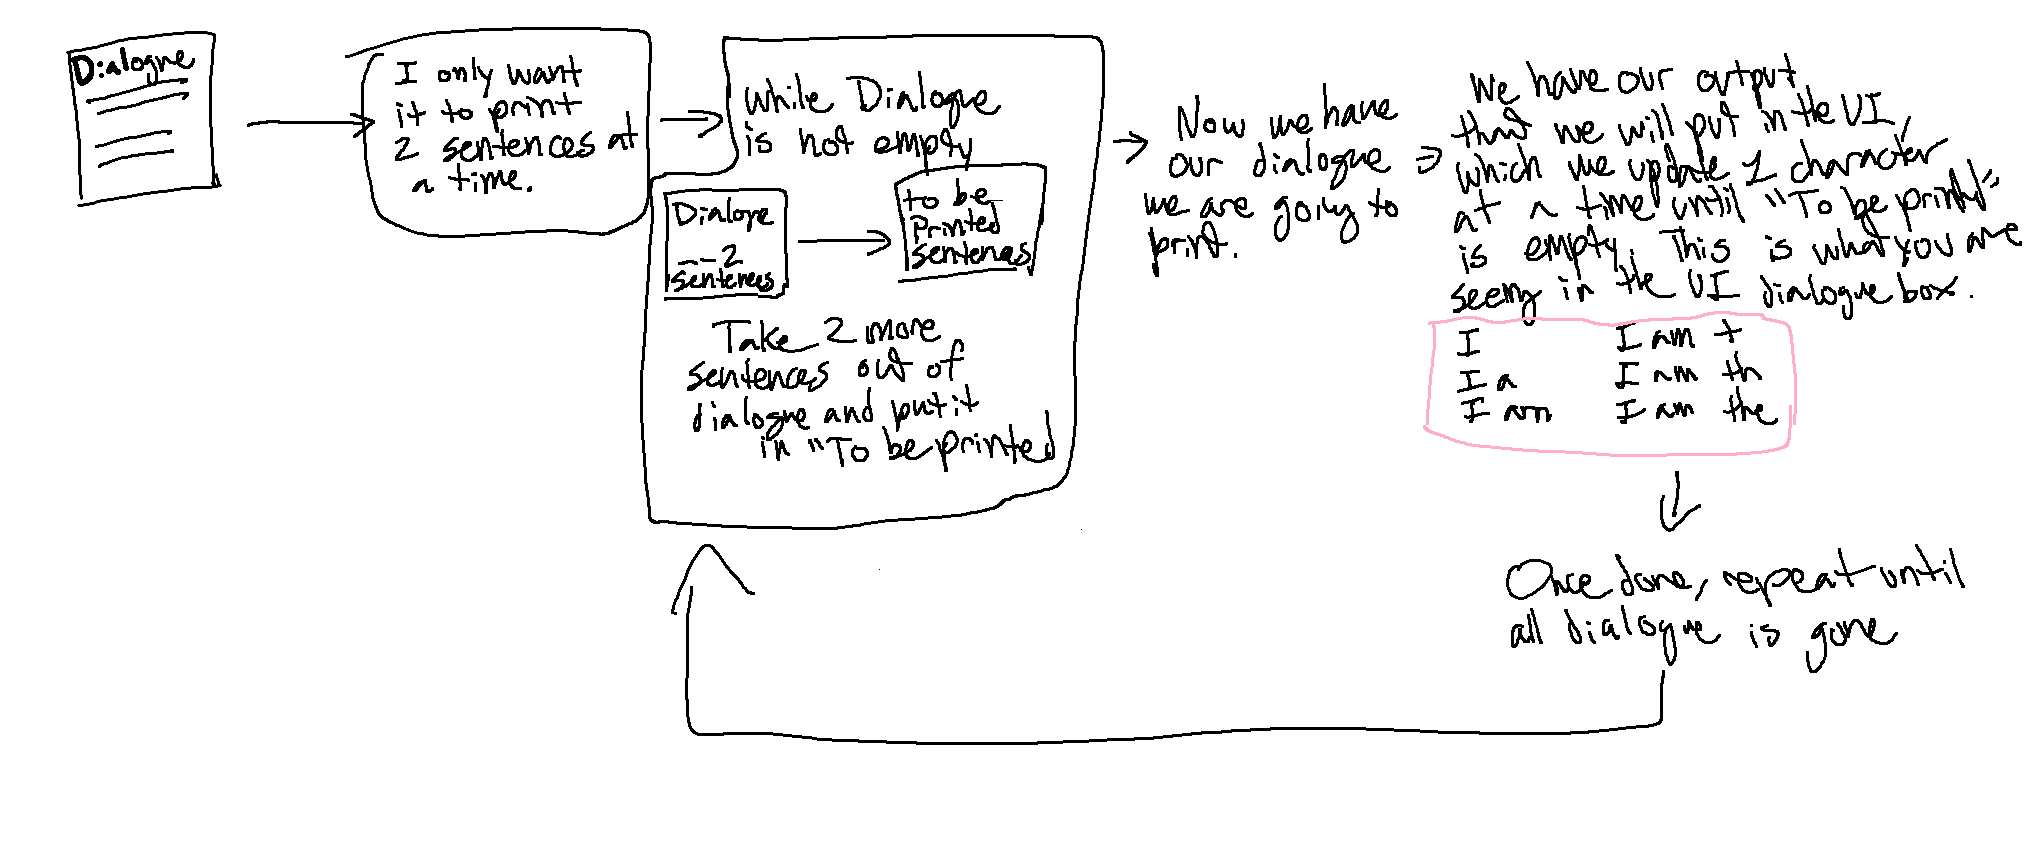 Dialogue
I only want
it to print
2 sentences at
a time.
while Dialogue
is not empty
Dialoge
2
sentences
to be
Printed
sentences
Take 2 more
sentences out of
dialogue and put it
in "To be printed
Now we have
our dialogue
we are going to
print.
We have our output
that we will put in the UI,
which we update 1 character
at a time until "To be printed"
is empty. This is what you are
seeing in the UI dialogue box.
I
I a
I am
I am t
I am th
I am the
Once done, repeat until
all dialogue is gone